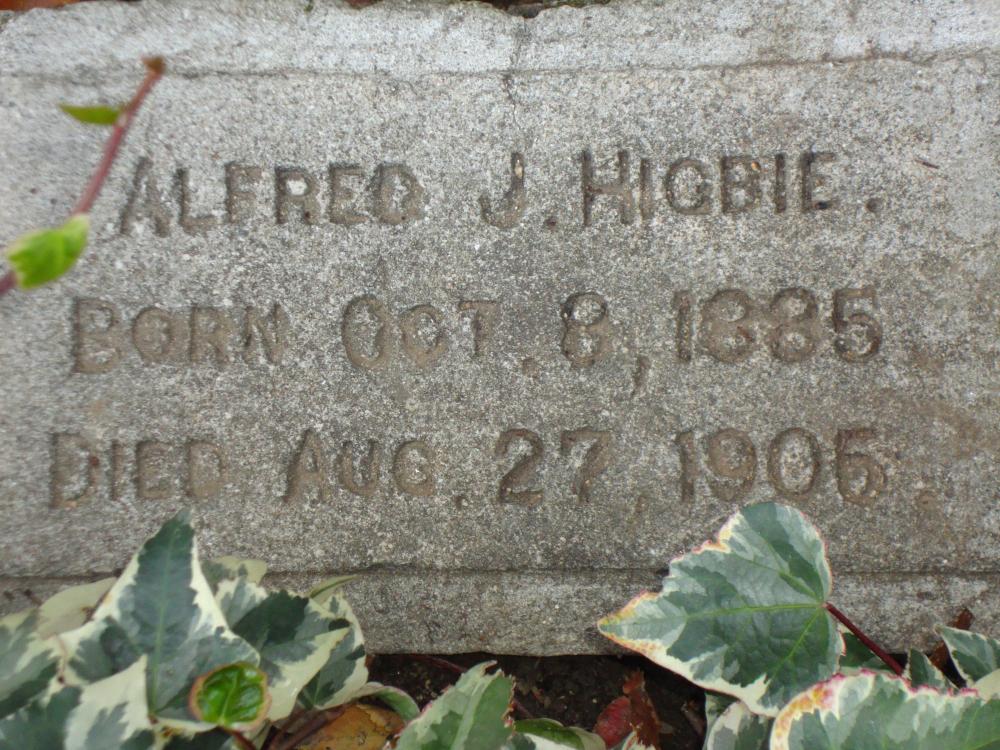 ALFRED J. HIGBIE.
BORN OCT. 8, 1885.
DIED AUG. 27, 1905.